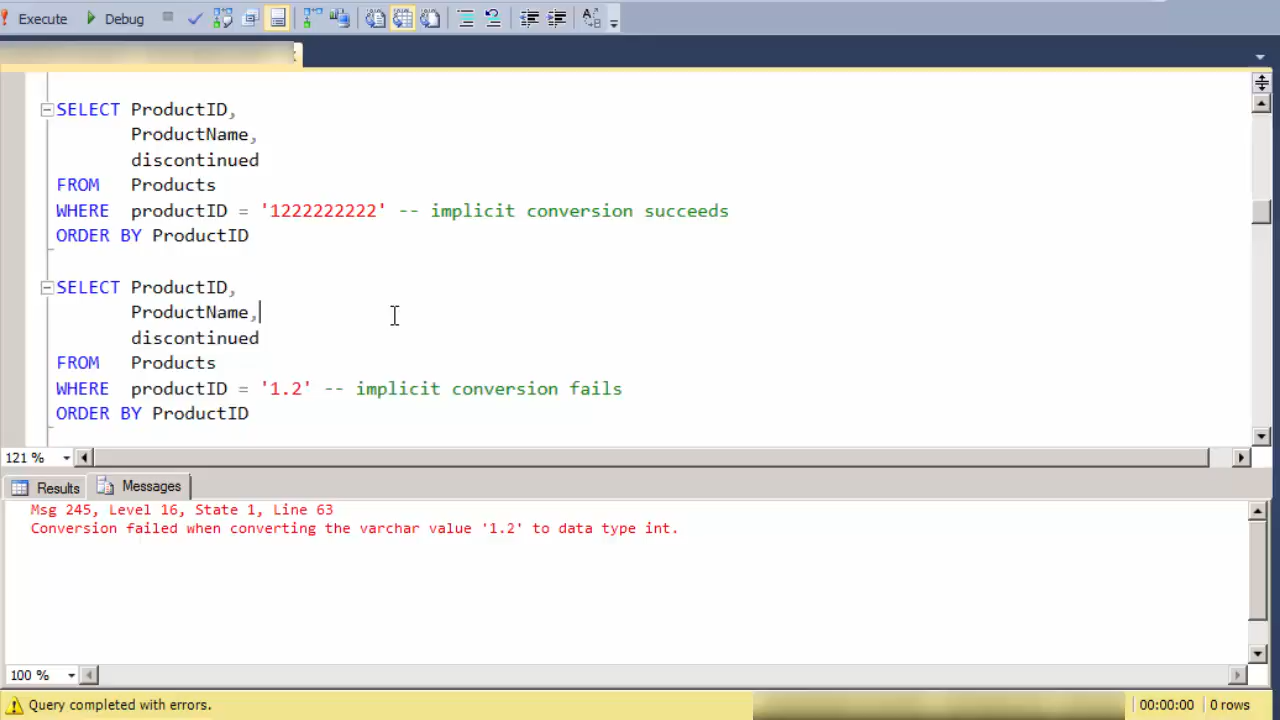 Execute Debug
SELECT ProductID,
ProductName,
discontinued
FROM Products
WHERE productID = '1222222222' -- implicit conversion succeeds
ORDER BY ProductID
SELECT ProductID,
ProductName,
discontinued
FROM Products
WHERE productID = '1.2' -- implicit conversion fails
ORDER BY ProductID
121 %
Results Messages
Msg 245, Level 16, State 1, Line 63
Conversion failed when converting the varchar value '1.2' to data type int.
100 %
Query completed with errors. 00:00:00 0 rows